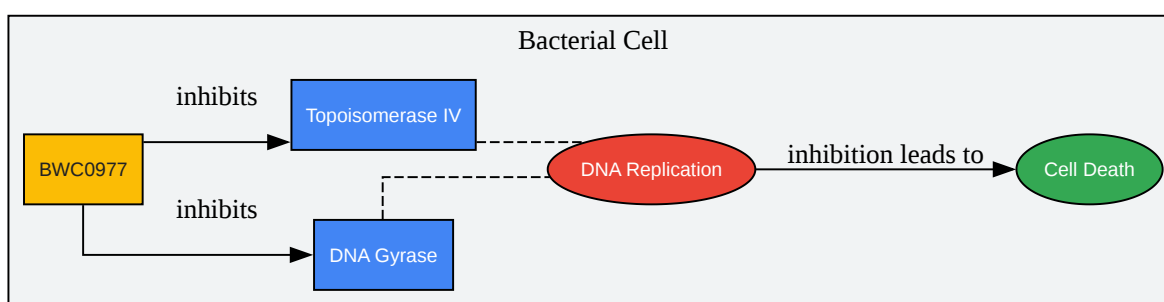 Bacterial Cell
inhibits
Topoisomerase IV
BWC0977
DNA Replication
inhibition leads to
Cell Death
inhibits
DNA Gyrase